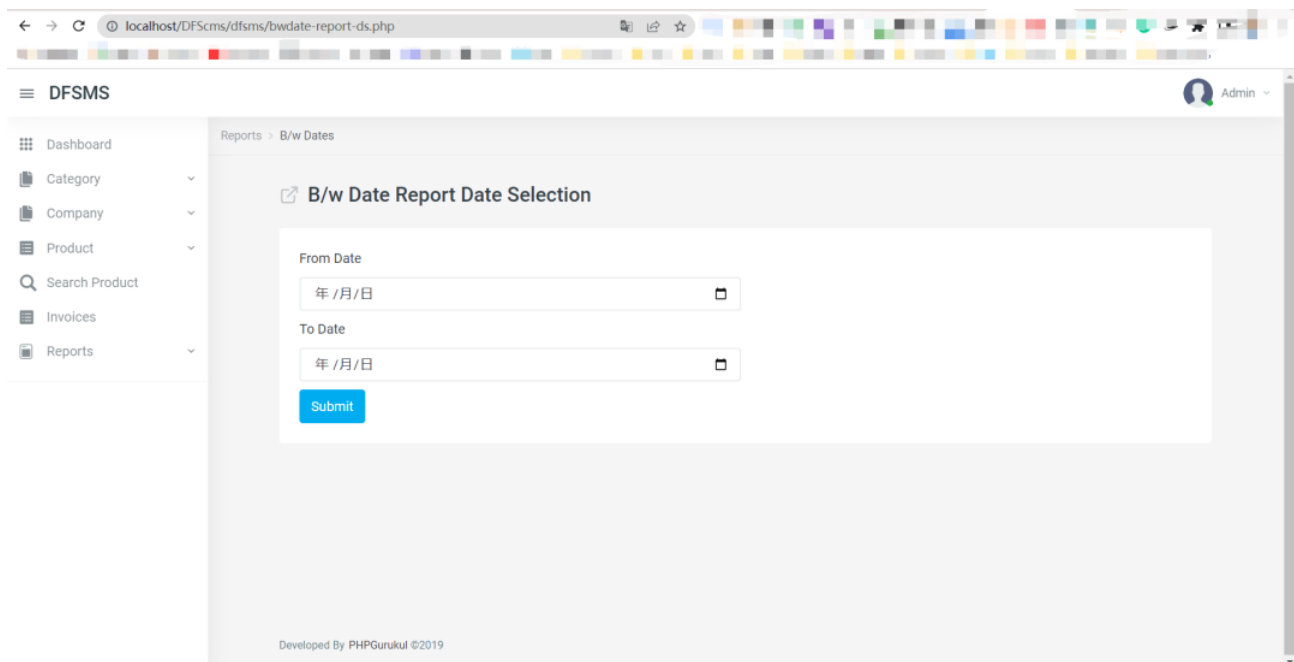 localhost/DFScms/dfsms/bwdate-report-ds.php
DFSMS
Admin
Dashboard
Category
Company
Product
Search Product
Invoices
Reports
Reports > B/w Dates
B/w Date Report Date Selection
From Date
年 /月/日
To Date
年 /月/日
Submit
Developed By PHPGurukul ©2019